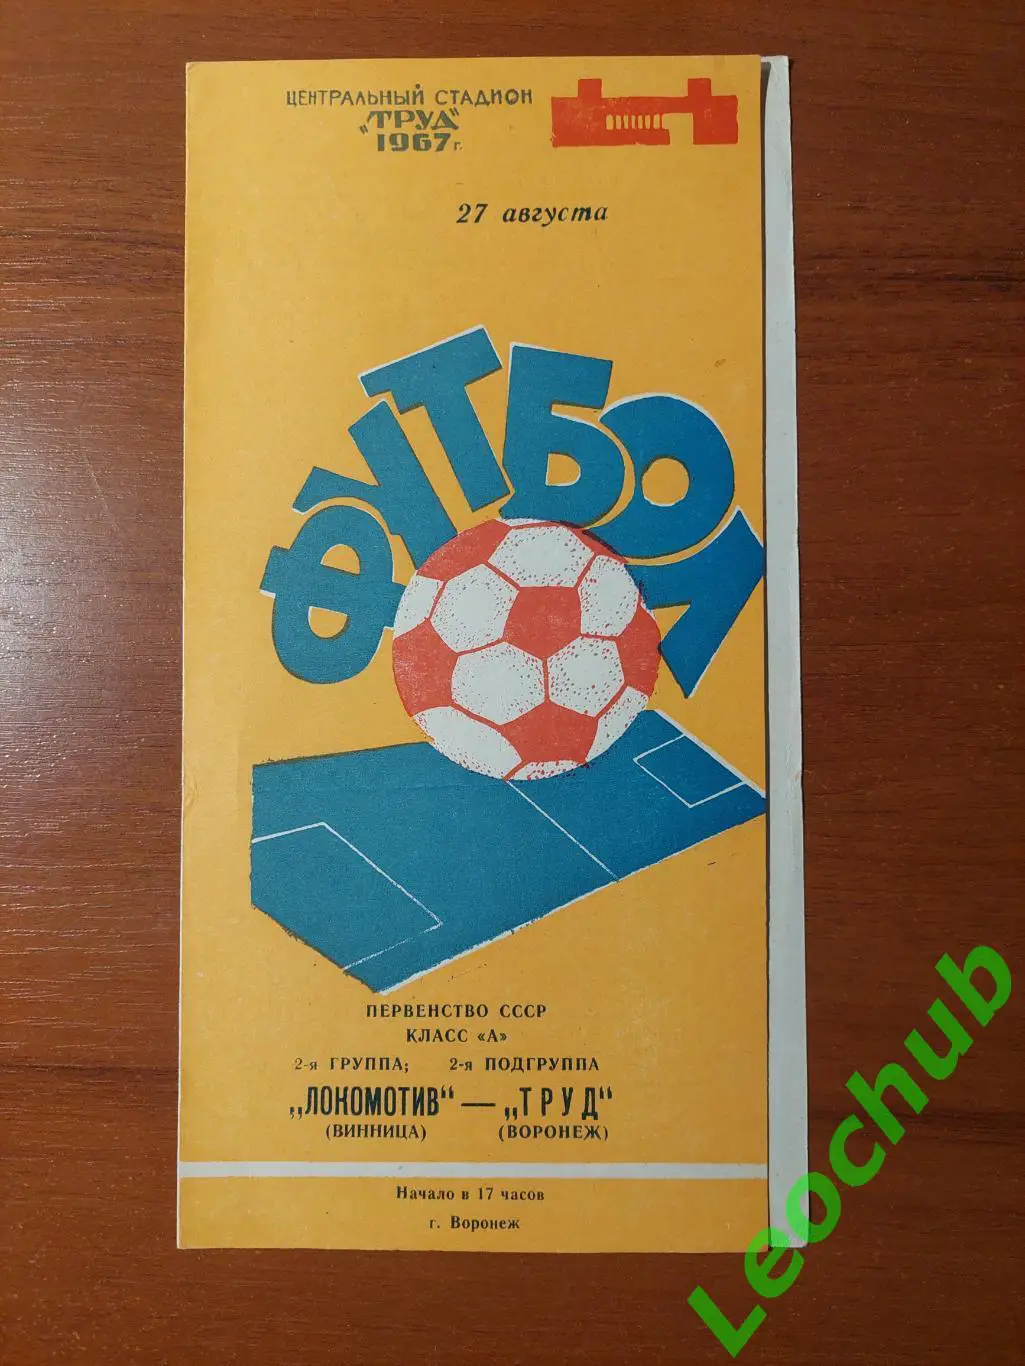 ЦЕНТРАЛЬНЫЙ СТАДИОН
„ТРУД"
1967 г.
27 августа
ФУТБОЛ
ПЕРВЕНСТВО СССР
КЛАСС «А»
2-я ГРУППА; 2-я ПОДГРУППА
„ЛОКОМОТИВ" — „ТРУД"
(ВИННИЦА) (ВОРОНЕЖ)
Начало в 17 часов
г. Воронеж
Leochub